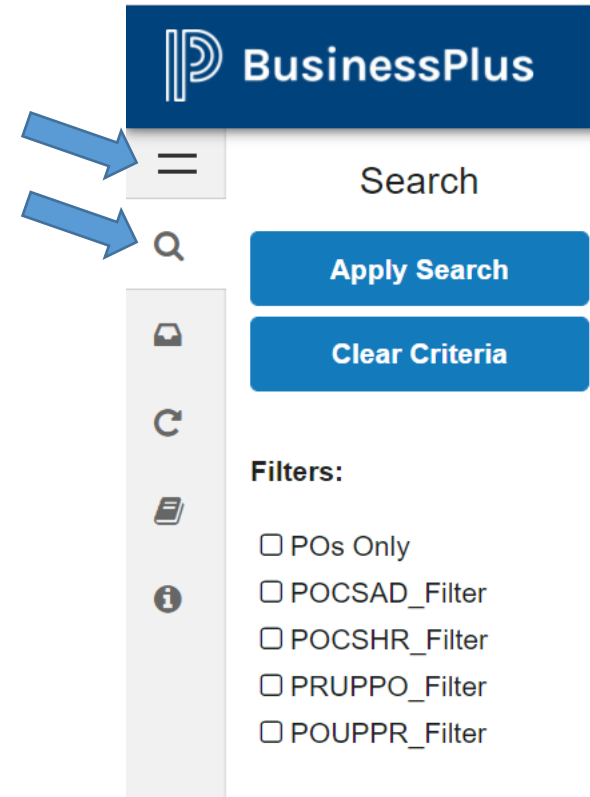 BusinessPlus
Search
Apply Search
Clear Criteria
Filters:
POs Only
POCSAD_Filter
POCSHR_Filter
PRUPPO_Filter
POUPPR_Filter